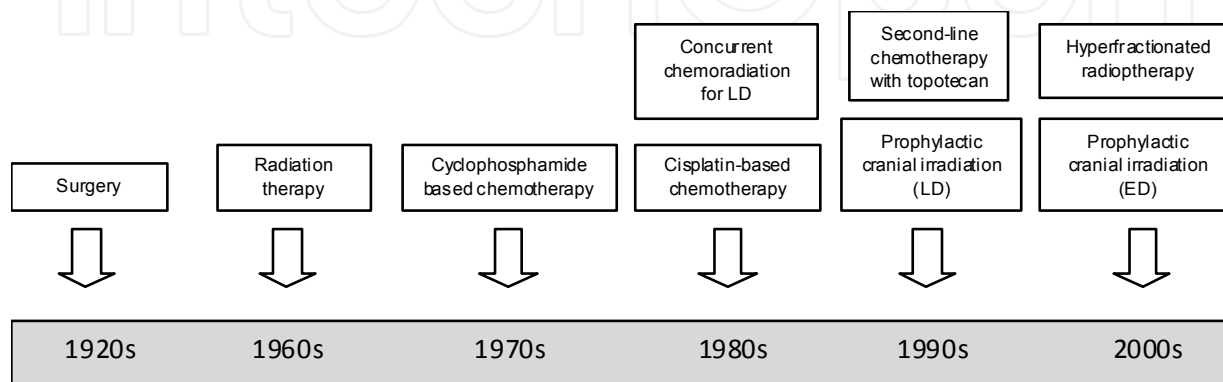 intechopen
Concurrent
chemoradiation
for LD
Second-line
chemotherapy
with topotecan
Hyperfractionated
radioptherapy
Surgery
Radiation
therapy
Cyclophosphamide
based chemotherapy
Cisplatin-based
chemotherapy
Prophylactic
cranial irradiation
(LD)
Prophylactic
cranial irradiation
(ED)
1920s
1960s
1970s
1980s
1990s
2000s